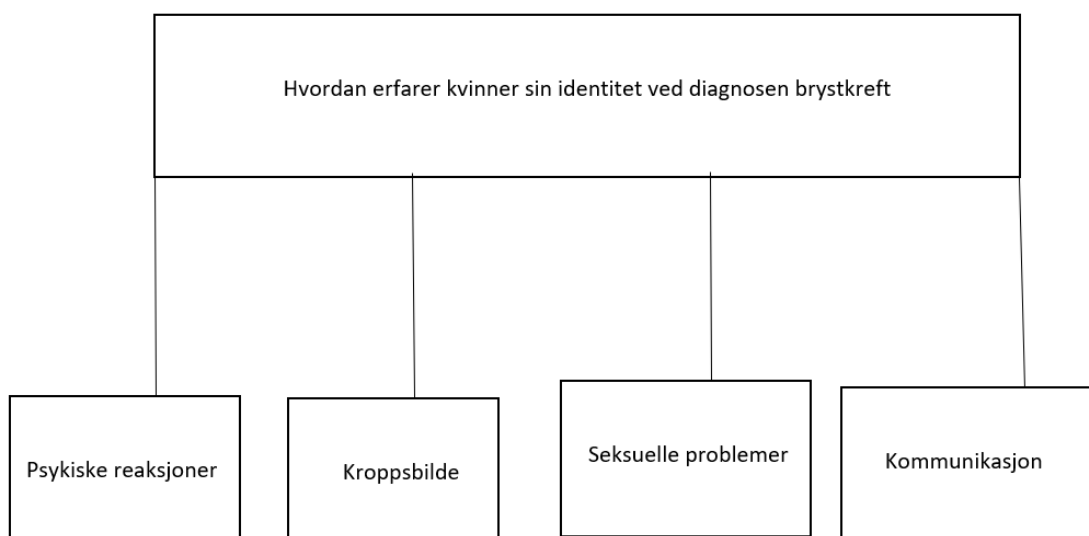 Hvordan erfarer kvinner sin identitet ved diagnosen brystkreft
Psykiske reaksjoner
Kroppsbilde
Seksuelle problemer
Kommunikasjon